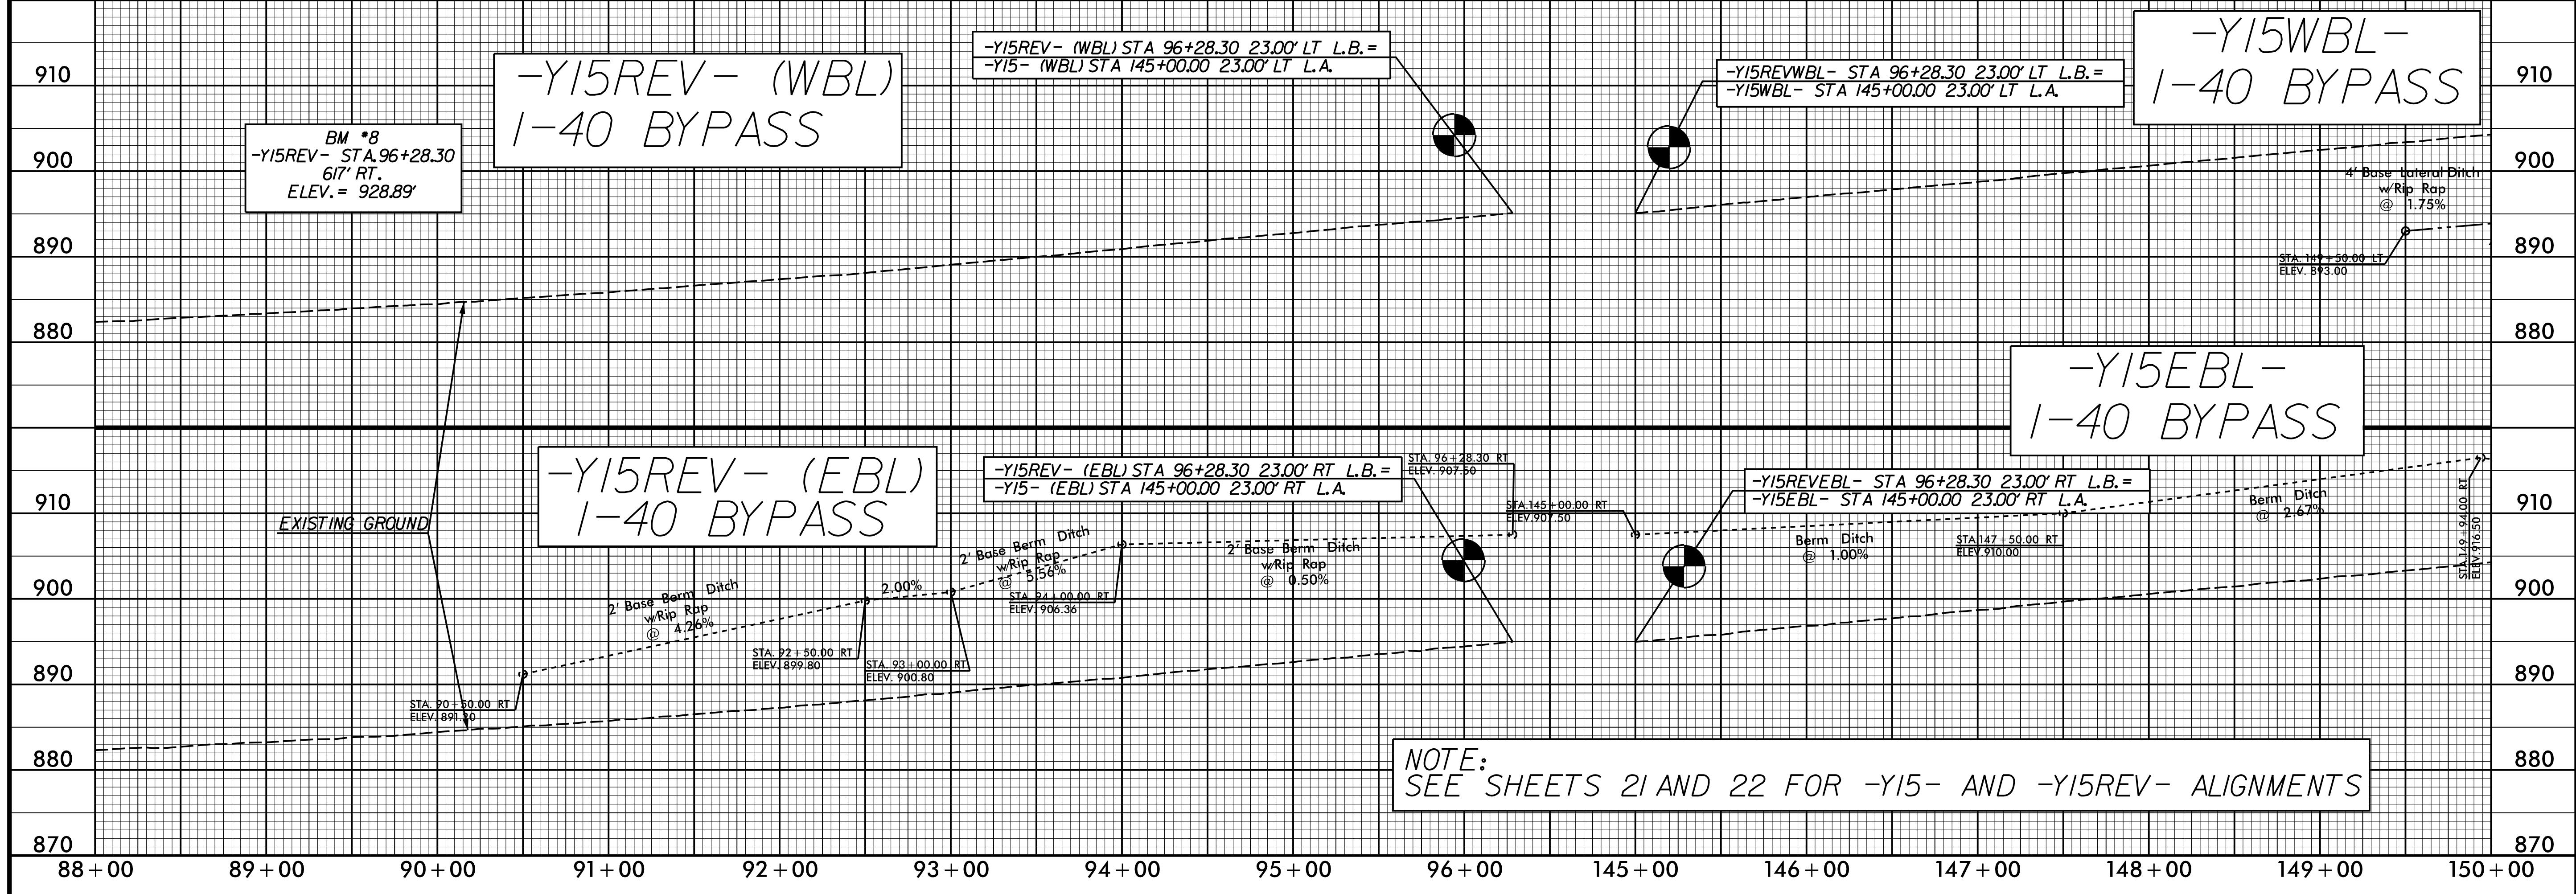 -Y15REV- (WBL)
I-40 BYPASS
BM #8
-Y15REV- STA.96+28.30
617' RT.
ELEV.= 928.89'
-Y15REV- (WBL) STA 96+28.30 23.00' LT L.B.=
-Y15- (WBL) STA 145+00.00 23.00' LT L.A.
-Y15REVWBL- STA 96+28.30 23.00' LT L.B.=
-Y15WBL- STA 145+00.00 23.00' LT L.A.
-Y15WBL-
I-40 BYPASS
4' Base Lateral Ditch
w/Rip Rap
@ 1.75%
STA. 149+50.00 LT
ELEV. 893.00
910
900
890
880
910
900
890
880
-Y15EBL-
I-40 BYPASS
-Y15REV- (EBL)
I-40 BYPASS
EXISTING GROUND
-Y15REV- (EBL) STA 96+28.30 23.00' RT L.B.=
-Y15- (EBL) STA 145+00.00 23.00' RT L.A.
STA. 96+28.30 RT
ELEV. 907.50
STA.145+00.00 RT
ELEV.907.50
-Y15REVEBL- STA 96+28.30 23.00' RT L.B.=
-Y15EBL- STA 145+00.00 23.00' RT L.A.
2' Base Berm Ditch
w/Rip Rap
@ 4.26%
2.00%
2' Base Berm Ditch
w/Rip Rap
@ 5.56%
2' Base Berm Ditch
w/Rip Rap
@ 0.50%
Berm Ditch
@ 1.00%
Berm Ditch
@ 2.67%
STA. 90+50.00 RT
ELEV. 891.30
STA. 92+50.00 RT
ELEV. 899.80
STA. 93+00.00 RT
ELEV. 900.80
STA. 94+00.00 RT
ELEV. 906.36
STA.147+50.00 RT
ELEV.910.00
STA.149+94.00 RT
ELEV.916.50
910
900
890
880
870
910
900
890
880
870
NOTE:
SEE SHEETS 21 AND 22 FOR -Y15- AND -Y15REV- ALIGNMENTS
88+00 89+00 90+00 91+00 92+00 93+00 94+00 95+00 96+00 145+00 146+00 147+00 148+00 149+00 150+00